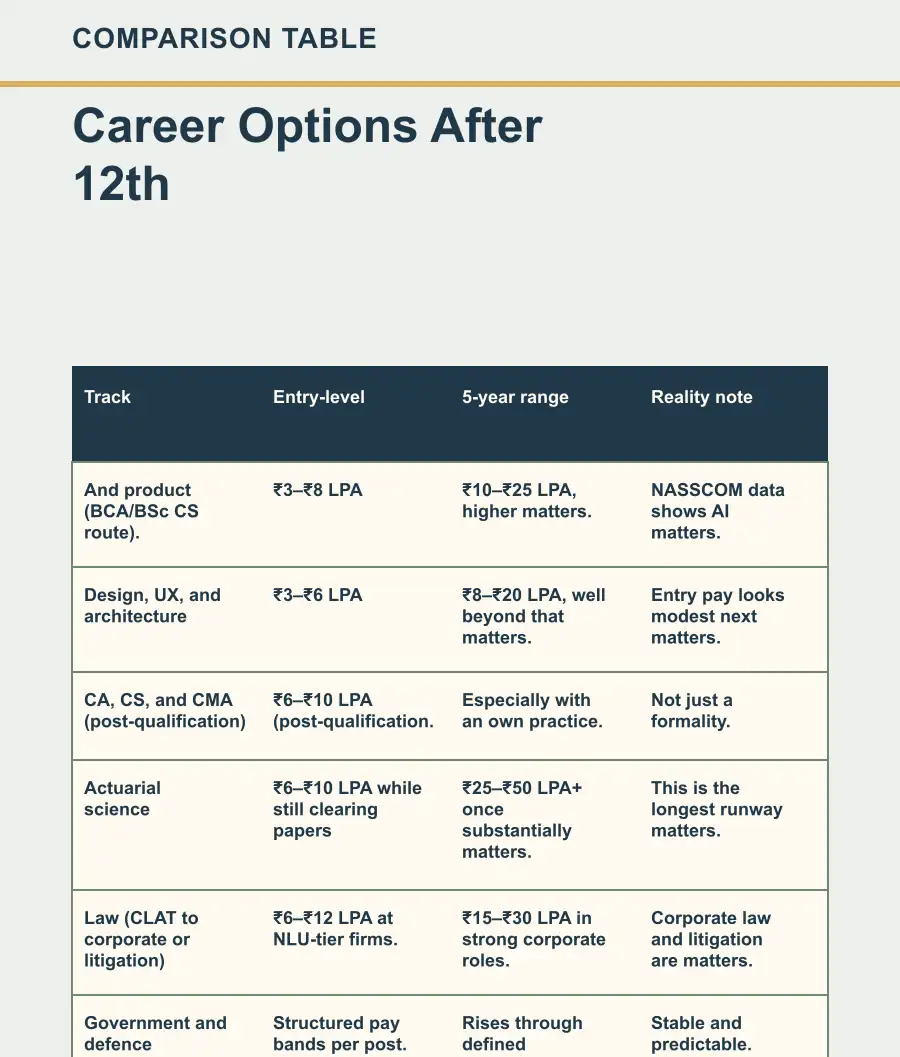 COMPARISON TABLE
Career Options After
12th
Track Entry-level 5-year range Reality note
And product
(BCA/BSc CS
route).
₹3–₹8 LPA
₹10–₹25 LPA,
higher matters.
NASSCOM data
shows AI
matters.
Design, UX, and
architecture
₹3–₹6 LPA
₹8–₹20 LPA, well
beyond that
matters.
Entry pay looks
modest next
matters.
CA, CS, and CMA
(post-qualification)
₹6–₹10 LPA
(post-qualification.
Especially with
an own practice.
Not just a
formality.
Actuarial
science
₹6–₹10 LPA while
still clearing
papers
₹25–₹50 LPA+
once
substantially
matters.
This is the
longest runway
matters.
Law (CLAT to
corporate or
litigation)
₹6–₹12 LPA at
NLU-tier firms.
₹15–₹30 LPA in
strong corporate
roles.
Corporate law
and litigation
are matters.
Government and
defence
Structured pay
bands per post.
Rises through
defined
Stable and
predictable.